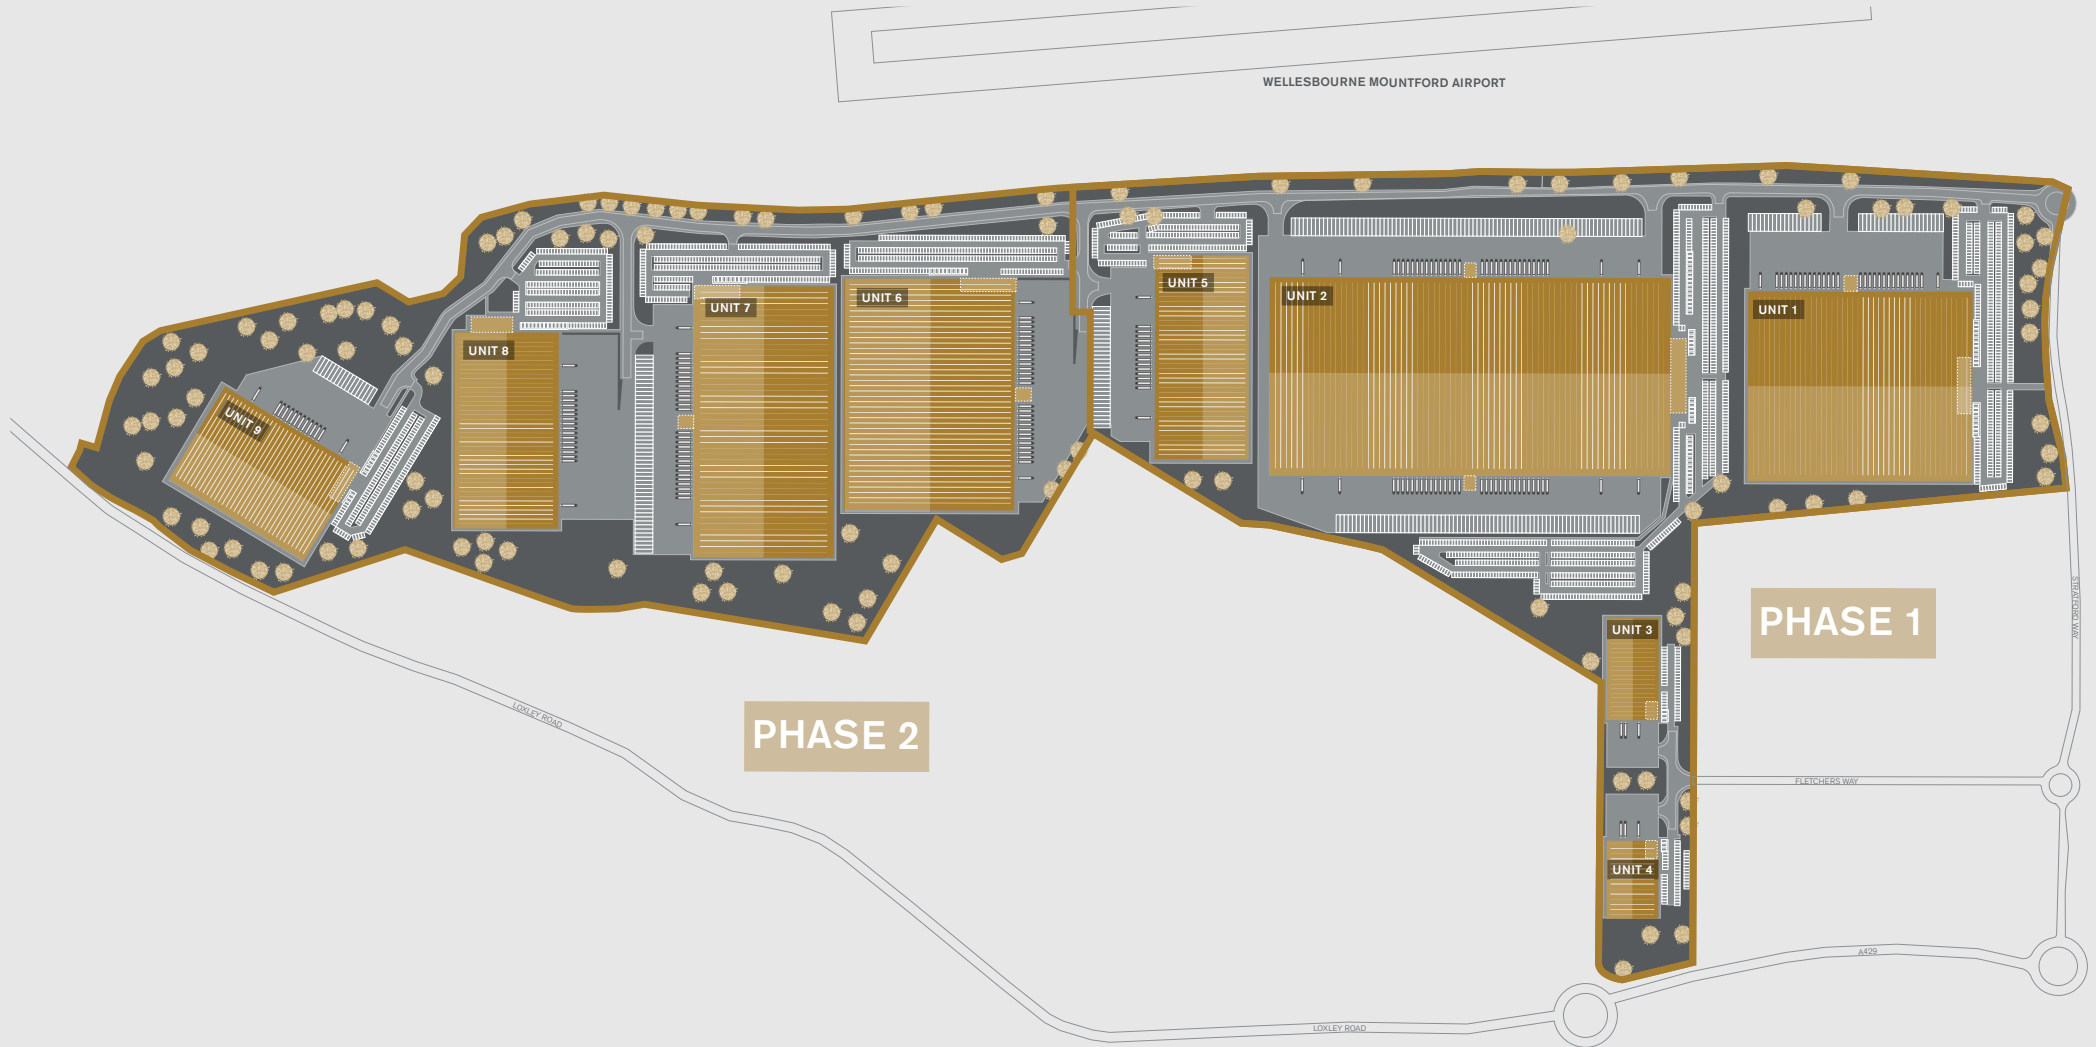 WELLESBOURNE MOUNTFORD AIRPORT
UNIT 5
UNIT 2
UNIT 6
UNIT 7
UNIT 1
UNIT 8
UNIT 9
PHASE 1
STRATFORD WAY
UNIT 3
LOXLEY ROAD
PHASE 2
FLETCHERS WAY
UNIT 4
A429
LOXLEY ROAD